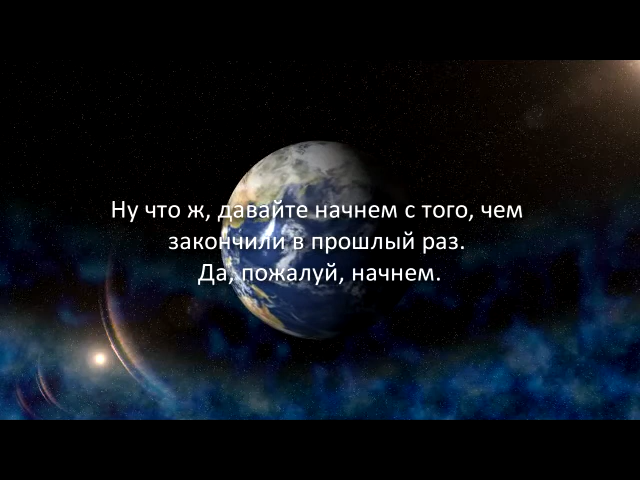 Ну что ж, давайте начнем с того, чем
закончили в прошлый раз.
Да, пожалуй, начнем.